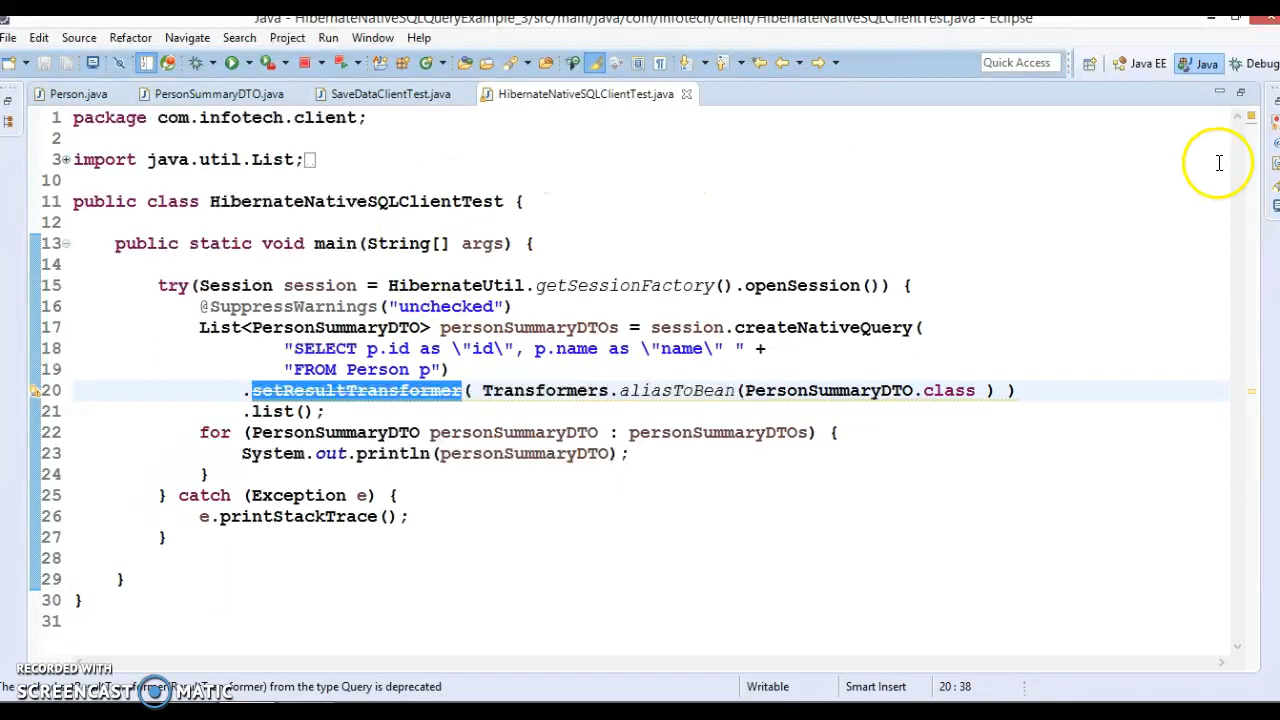 Java - HibernateNativeSQLQueryExample_3/src/main/java/com/infotech/client/HibernateNativeSQLClientTest.java - Eclipse
File Edit Source Refactor Navigate Search Project Run Window Help
Quick Access Java EE Java Debug
Person.java PersonSummaryDTO.java SaveDataClientTest.java HibernateNativeSQLClientTest.java
1 package com.infotech.client;
2
3 import java.util.List;
10
11 public class HibernateNativeSQLClientTest {
12
13 public static void main(String[] args) {
14
15 try(Session session = HibernateUtil.getSessionFactory().openSession()) {
16 @SuppressWarnings("unchecked")
17 List<PersonSummaryDTO> personSummaryDTOs = session.createNativeQuery(
18 "SELECT p.id as \"id\", p.name as \"name\" " +
19 "FROM Person p")
20 .setResultTransformer( Transformers.aliasToBean(PersonSummaryDTO.class ) )
21 .list();
22 for (PersonSummaryDTO personSummaryDTO : personSummaryDTOs) {
23 System.out.println(personSummaryDTO);
24 }
25 } catch (Exception e) {
26 e.printStackTrace();
27 }
28
29 }
30 }
31
RECORDED WITH
SCREENCAST MATIC
from the type Query is deprecated Writable Smart Insert 20 : 38